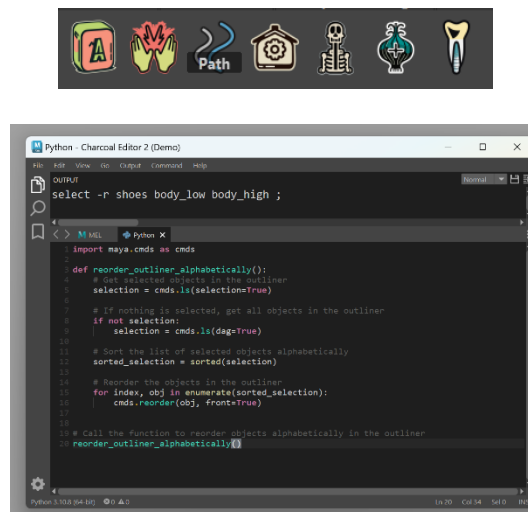 A
Path
Python - Charcoal Editor 2 (Demo)
File Edit View Go Output Command Help
OUTPUT
Normal
select -r shoes body_low body_high ;
MEL Python
1 import maya.cmds as cmds
2
3 def reorder_outliner_alphabetically():
4 # Get selected objects in the outliner
5 selection = cmds.ls(selection=True)
6
7 # If nothing is selected, get all objects in the outliner
8 if not selection:
9 selection = cmds.ls(dag=True)
10
11 # Sort the list of selected objects alphabetically
12 sorted_selection = sorted(selection)
13
14 # Reorder the objects in the outliner
15 for index, obj in enumerate(sorted_selection):
16 cmds.reorder(obj, front=True)
17
18
19 # Call the function to reorder objects alphabetically in the outliner
20 reorder_outliner_alphabetically()
Python 3.10.8 (64-bit) 0 0 Ln 20 Col 34 Sel 0